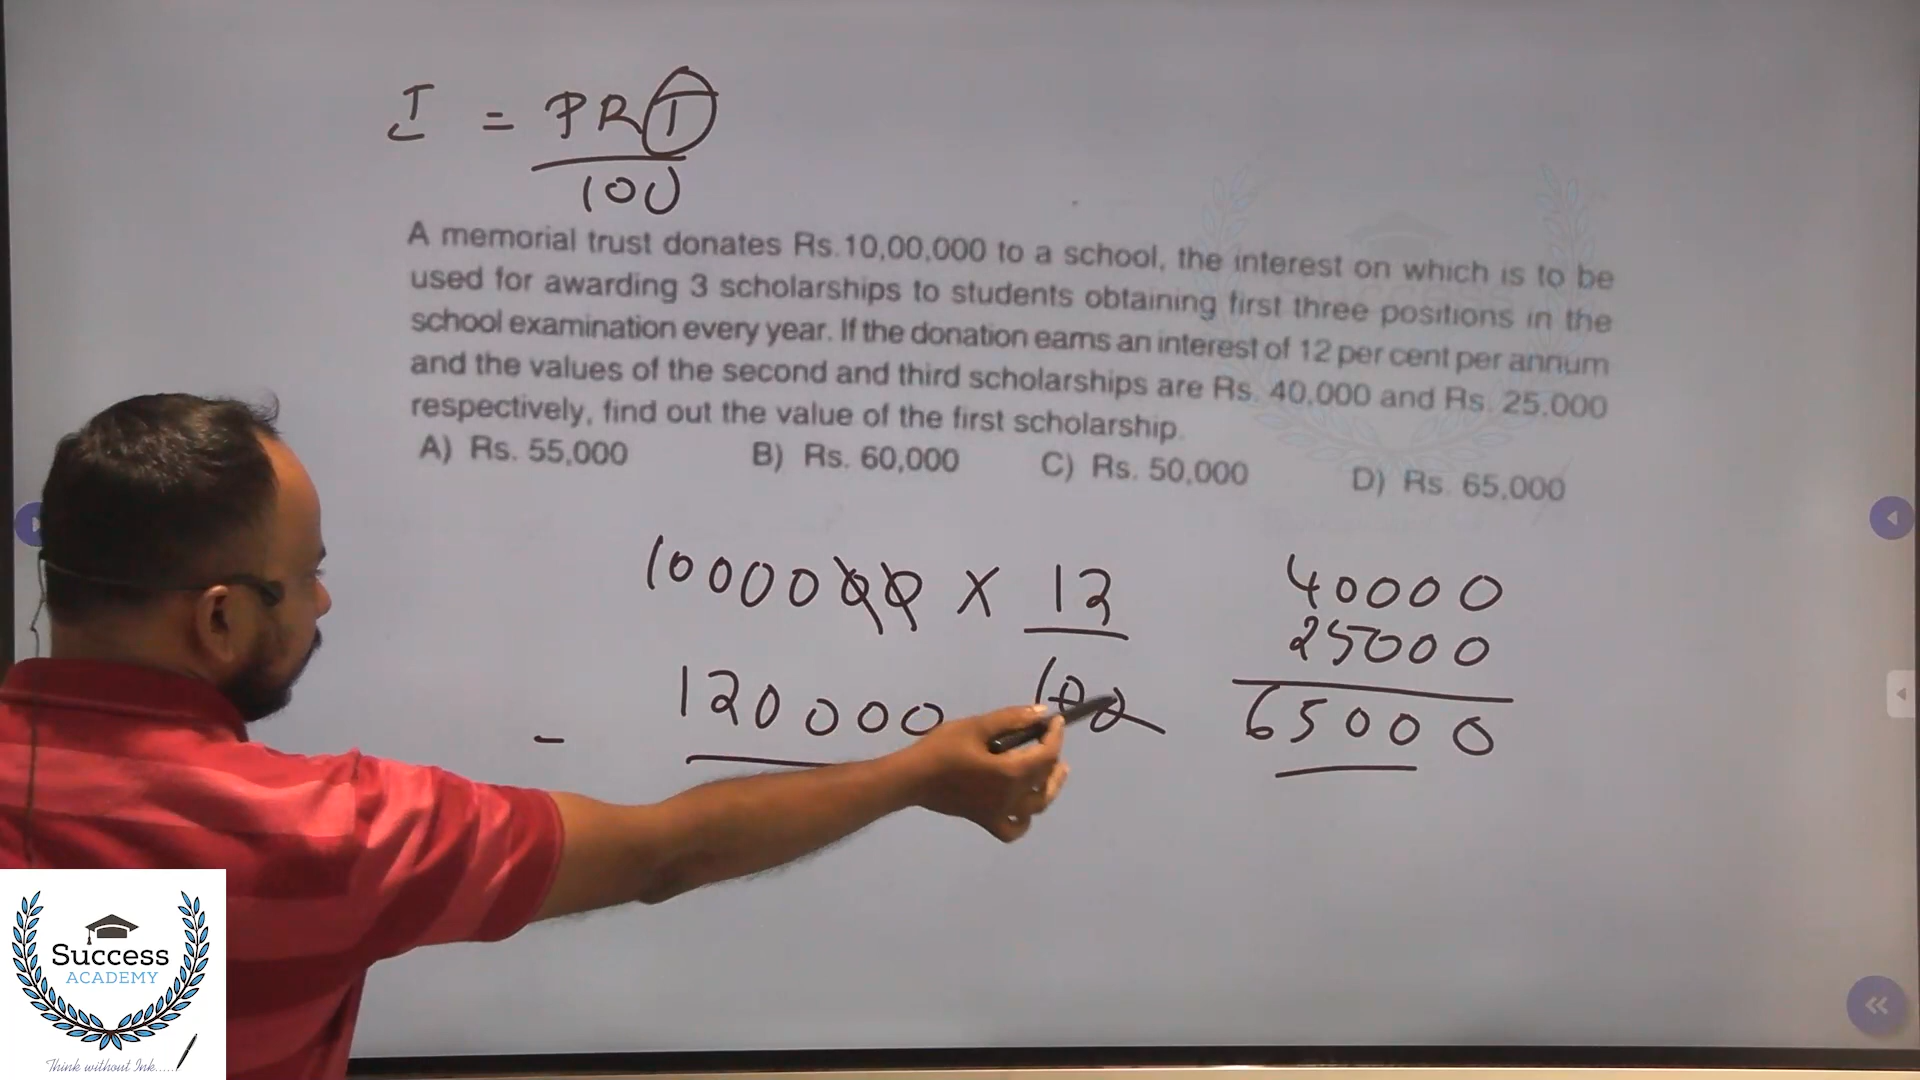 I = PRT
100
A memorial trust donates Rs.10,00,000 to a school, the interest on which is to be
used for awarding 3 scholarships to students obtaining first three positions in the
school examination every year. If the donation earns an interest of 12 per cent per annum
and the values of the second and third scholarships are Rs. 40,000 and Rs. 25,000
respectively, find out the value of the first scholarship.
A) Rs. 55,000 B) Rs. 60,000 C) Rs. 50,000 D) Rs. 65,000
1000000 X 12
100
120000
-
40000
25000
65000
Success
ACADEMY
Think without Ink......